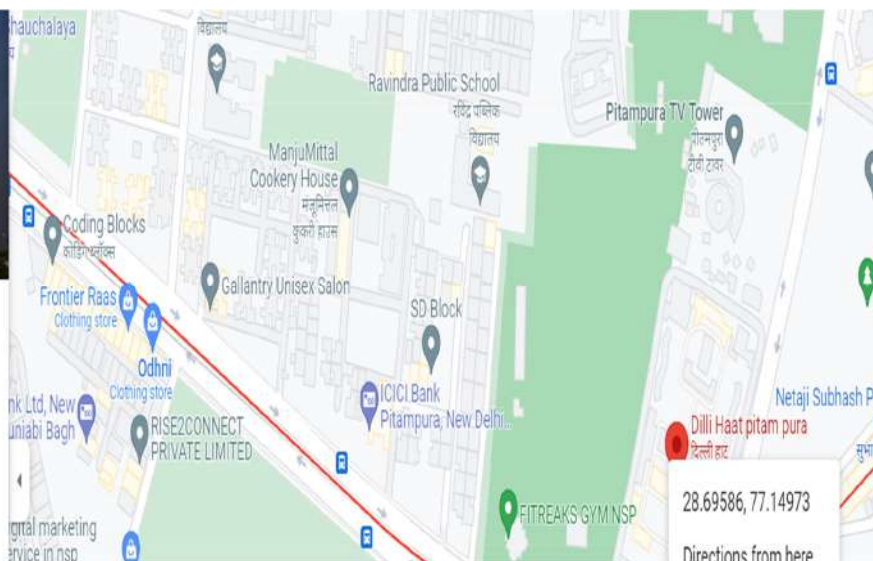 hauchalaya
य
विद्यालय
Ravindra Public School
रविंद्र पब्लिक
विद्यालय
Pitampura TV Tower
पीतमपुरा
टीवी टावर
ManjuMittal
Cookery House
मंजूमित्तल
कुकरी हाउस
Coding Blocks
कोडिंग ब्लॉक्स
Gallantry Unisex Salon
Frontier Raas
Clothing store
SD Block
Odhni
Clothing store
ICICI Bank
Pitampura, New Delhi...
nk Ltd, New
unjabi Bagh
RISE2CONNECT
PRIVATE LIMITED
Netaji Subhash P
सुभा
Dilli Haat pitam pura
दिल्ली हाट
28.69586, 77.14973
Directions from here
FITREAKS GYM NSP
igital marketing
ervice in nsp